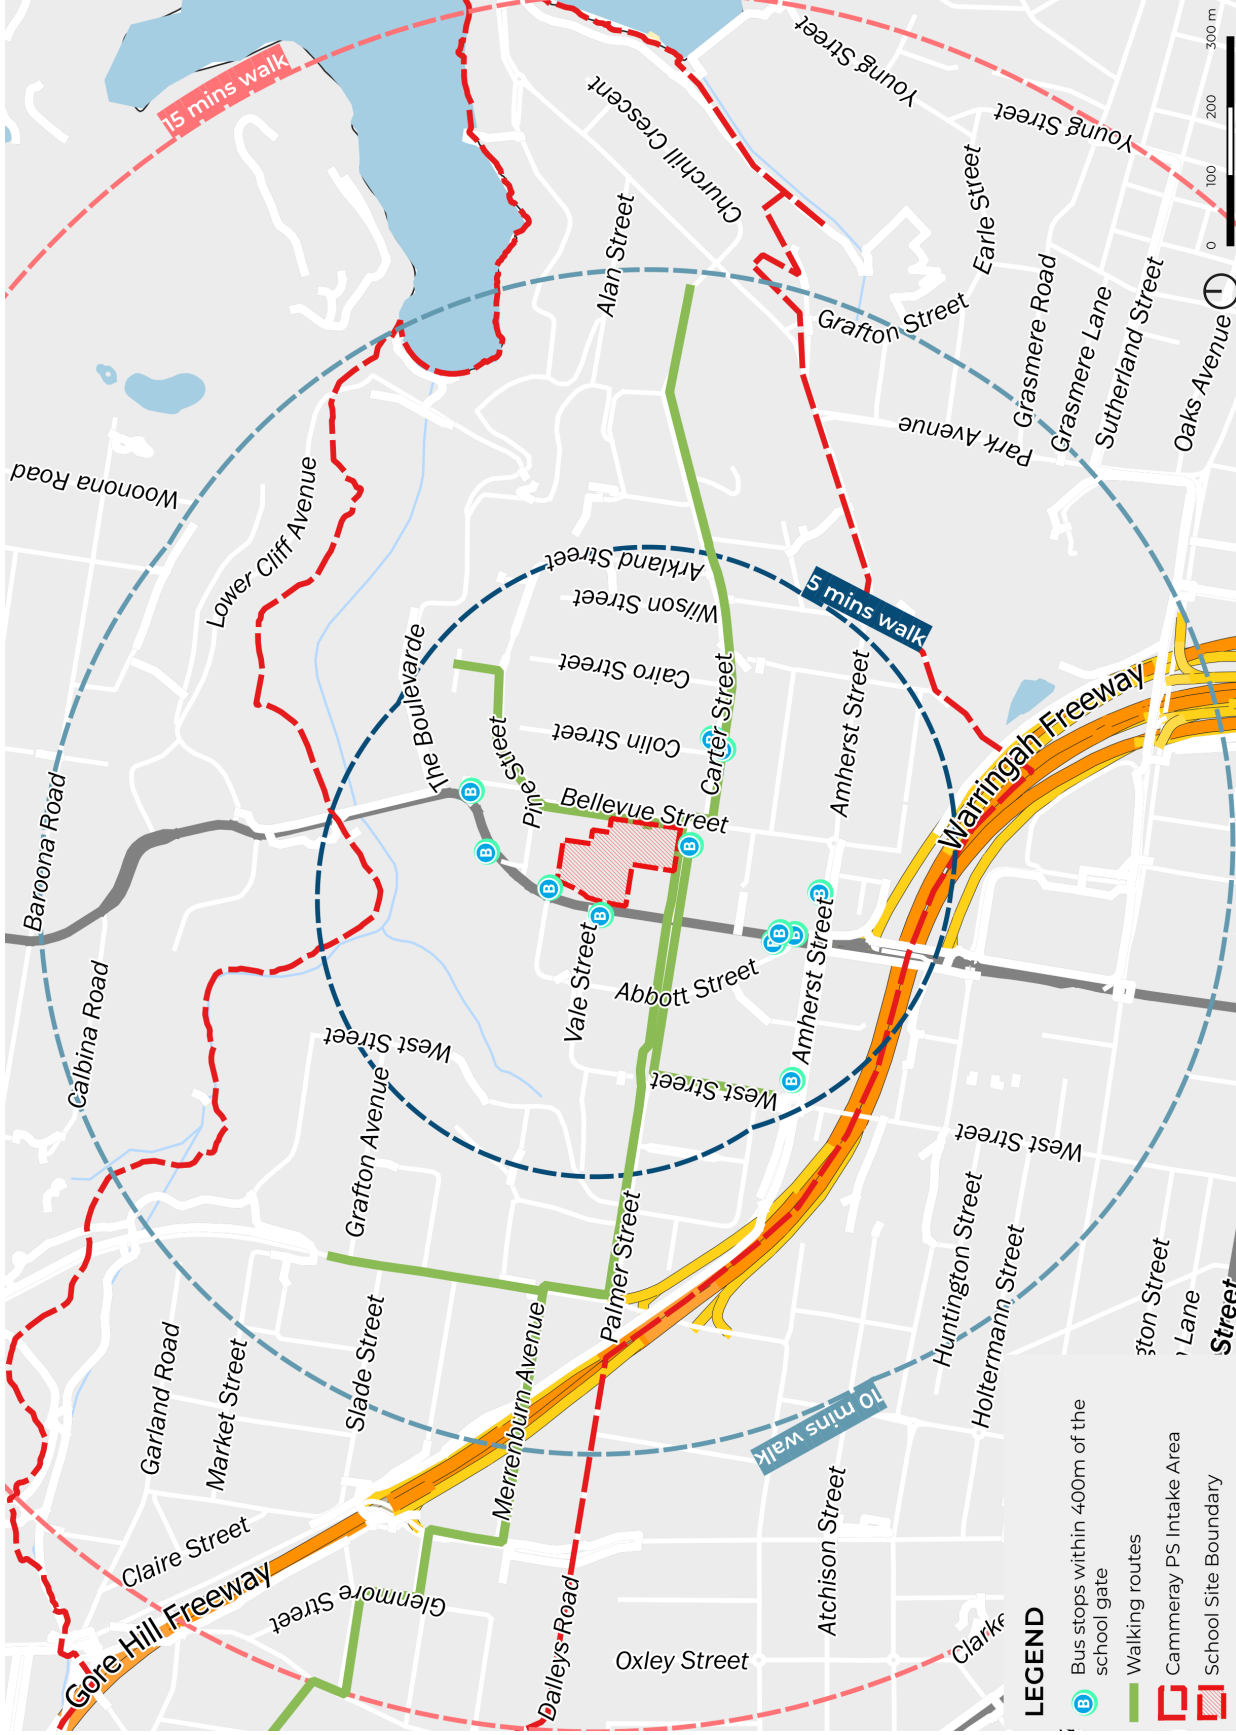 15 mins walk
Young Street
Young Street
Churchill Crescent
Earle Street
Alan Street
Grafton Street
Grasmere Road
Grasmere Lane
Sutherland Street
Oaks Avenue
Park Avenue
Woonona Road
Lower Cliff Avenue
Arkland Street
Wilson Street
Cairo Street
Colin Street
5 mins walk
The Boulevarde
Pine Street
Carter Street
Amherst Street
Bellevue Street
Warringah Freeway
Baroona Road
Calbina Road
Vale Street
Abbott Street
Amherst Street
West Street
West Street
West Street
Grafton Avenue
Palmer Street
Huntington Street
Holtermann Street
Garland Road
Market Street
Slade Street
Merrenburn Avenue
10 mins walk
Claire Street
Gore Hill Freeway
Glenmore Street
Dalleys Road
Atchison Street
Oxley Street
Clarke
gton Street
Lane
Street
0 100 200 300 m
LEGEND
B Bus stops within 400m of the
school gate
Walking routes
Cammeray PS Intake Area
School Site Boundary
B
B
B
B
B
B
B
B
B
B